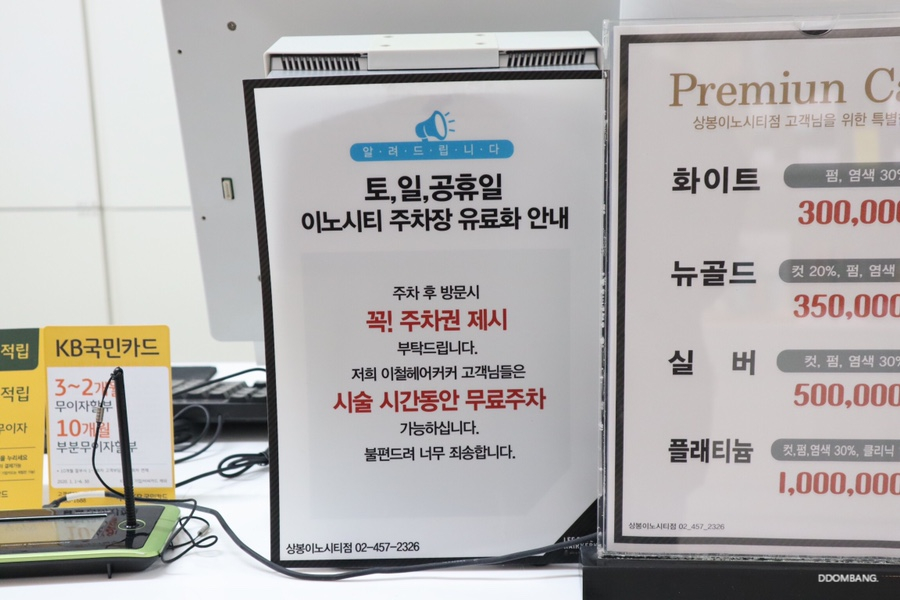 알·려·드·립·니·다
토,일,공휴일
이노시티 주차장 유료화 안내
주차 후 방문시
꼭! 주차권 제시
부탁드립니다.
저희 이철헤어커커 고객님들은
시술 시간동안 무료주차
가능하십니다.
불편드려 너무 죄송합니다.
상봉이노시티점 02-457-2326
Premiun
상봉이노시티점 고객님을 위한 특별
화이트
펌, 염색 30%
300,000
뉴골드
컷 20%, 펌, 염색
350,000
실 버
컷, 펌, 염색 30%
500,000
플래티늄
컷,펌,염색 30%, 클리닉
1,000,000
상봉이노시티점 02_457_2326
적립
적립
무이자
KB국민카드
3~2개월
무이자할부
10개월
부분무이자할부
DDOMBANG.